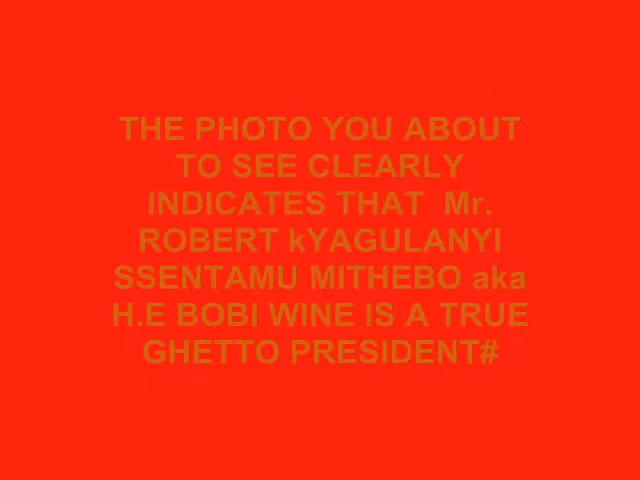 THE PHOTO YOU ABOUT
TO SEE CLEARLY
INDICATES THAT  Mr.
ROBERT kYAGULANYI
SSENTAMU MITHEBO aka
H.E BOBI WINE IS A TRUE
GHETTO PRESIDENT#